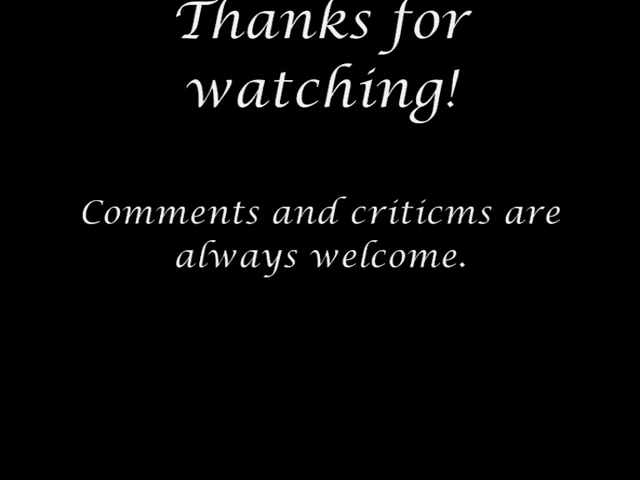 Thanks for
watching!
Comments and criticms are
always welcome.